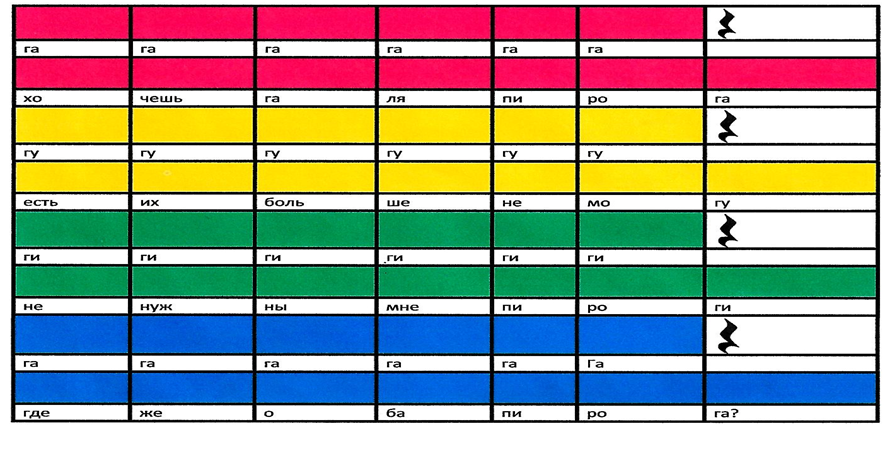 га га га га га га
хо чешь га ля пи ро га
гу гу гу гу гу гу
есть их боль ше не мо гу
ги ги ги ги ги ги
не нуж ны мне пи ро ги
га га га га га Га
где же о ба пи ро га?